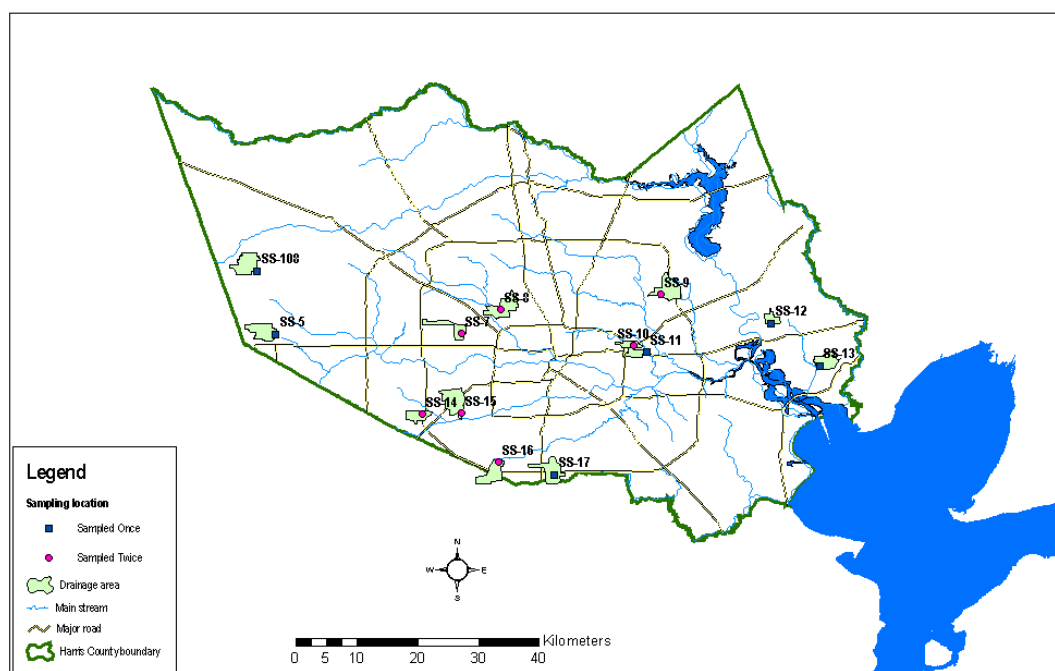 SS-108
SS-9
SS-8
SS-12
SS-5
SS-7
SS-10
SS-11
SS-13
SS-14
SS-15
SS-16
SS-17
Legend
Sampling location
Sampled Once
Sampled Twice
Drainage area
Main stream
Major road
Harris County boundary
N
W
E
S
Kilometers
0 5 10 20 30 40